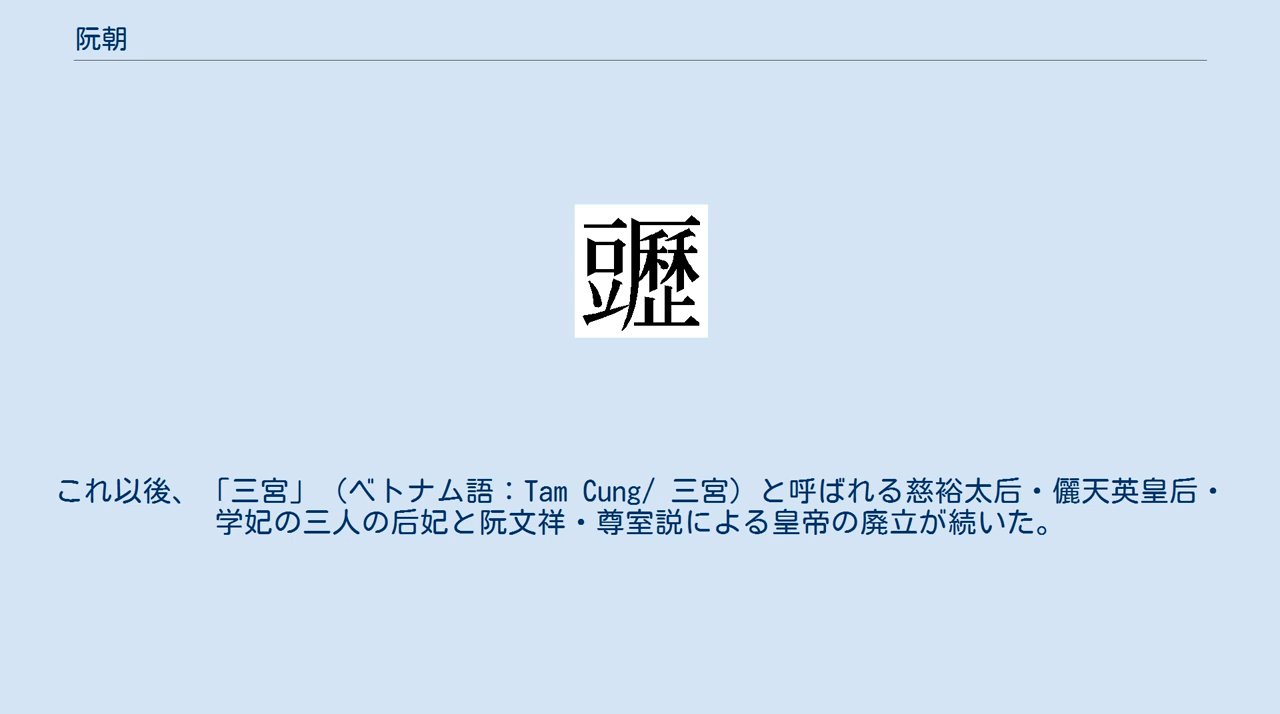 阮朝
これ以後、「三宮」（ベトナム語：Tam Cung/ 三宮）と呼ばれる慈裕太后・儷天英皇后・
学妃の三人の后妃と阮文祥・尊室説による皇帝の廃立が続いた。